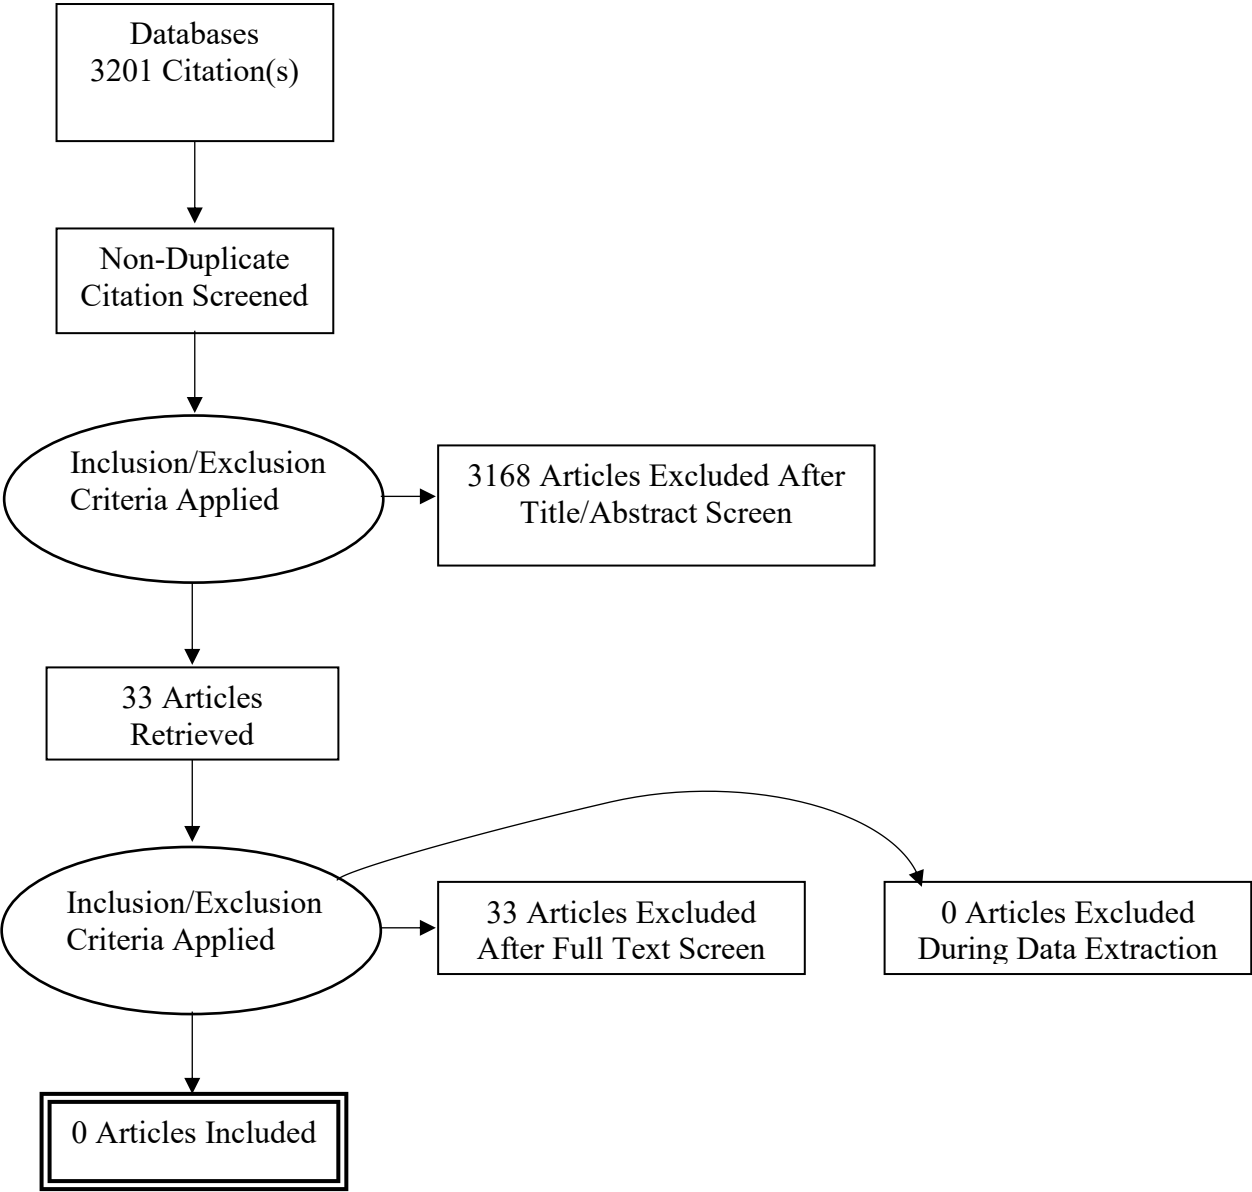 Databases
3201 Citation(s)
Non-Duplicate
Citation Screened
Inclusion/Exclusion
Criteria Applied
3168 Articles Excluded After
Title/Abstract Screen
33 Articles
Retrieved
Inclusion/Exclusion
Criteria Applied
33 Articles Excluded
After Full Text Screen
0 Articles Excluded
During Data Extraction
0 Articles Included